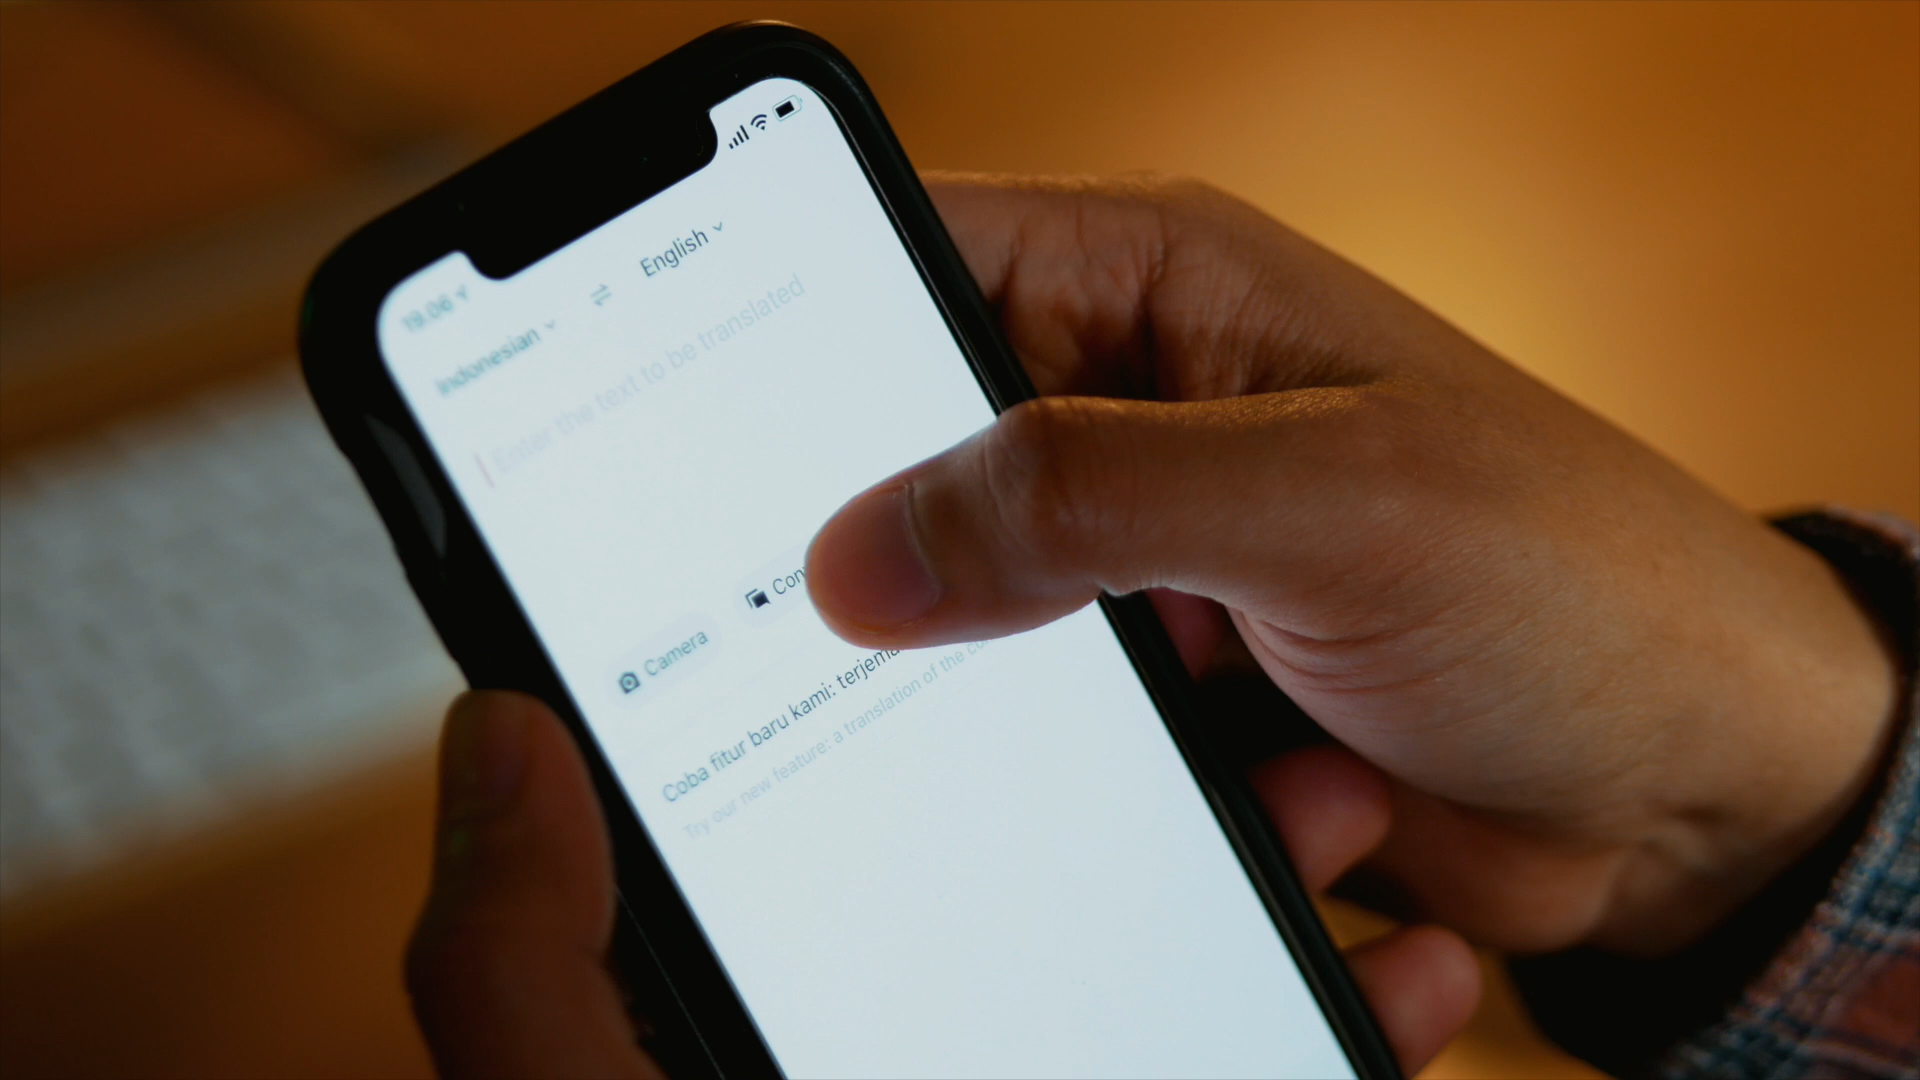 19.06
Indonesian English
Enter the text to be translated
Camera
Coba fitur baru kami:
Try our new feature: a translation of the